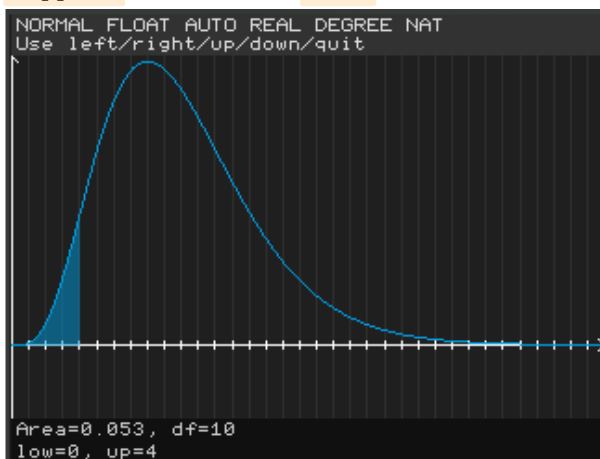 NORMAL FLOAT AUTO REAL DEGREE NAT
Use left/right/up/down/quit
Area=0.053, df=10
low=0, up=4